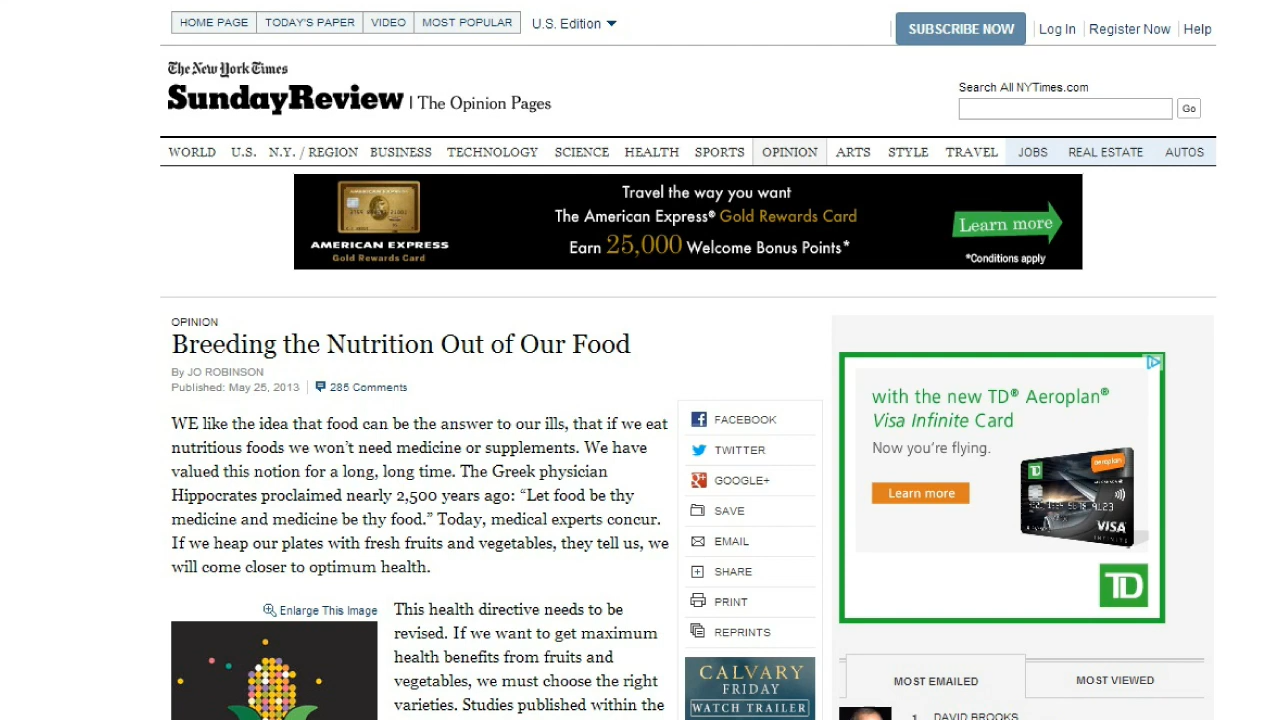 HOME PAGE TODAY'S PAPER VIDEO MOST POPULAR U.S. Edition
SUBSCRIBE NOW Log In Register Now Help
The New York Times
SundayReview | The Opinion Pages
Search All NYTimes.com
Go
WORLD U.S. N.Y. / REGION BUSINESS TECHNOLOGY SCIENCE HEALTH SPORTS OPINION ARTS STYLE TRAVEL JOBS REAL ESTATE AUTOS
AMERICAN EXPRESS
Gold Rewards Card
Travel the way you want
The American Express® Gold Rewards Card
Earn 25,000 Welcome Bonus Points*
Learn more
*Conditions apply
OPINION
Breeding the Nutrition Out of Our Food
By JO ROBINSON
Published: May 25, 2013 285 Comments
WE like the idea that food can be the answer to our ills, that if we eat
nutritious foods we won't need medicine or supplements. We have
valued this notion for a long, long time. The Greek physician
Hippocrates proclaimed nearly 2,500 years ago: “Let food be thy
medicine and medicine be thy food.” Today, medical experts concur.
If we heap our plates with fresh fruits and vegetables, they tell us, we
will come closer to optimum health.
Enlarge This Image
This health directive needs to be
revised. If we want to get maximum
health benefits from fruits and
vegetables, we must choose the right
varieties. Studies published within the
FACEBOOK
TWITTER
GOOGLE+
SAVE
EMAIL
SHARE
PRINT
REPRINTS
CALVARY
FRIDAY
WATCH TRAILER
with the new TD® Aeroplan®
Visa Infinite Card
Now you're flying.
Learn more
TD
aeroplan
VISA
INFINITE
TD
MOST EMAILED MOST VIEWED
1. DAVID BROOKS